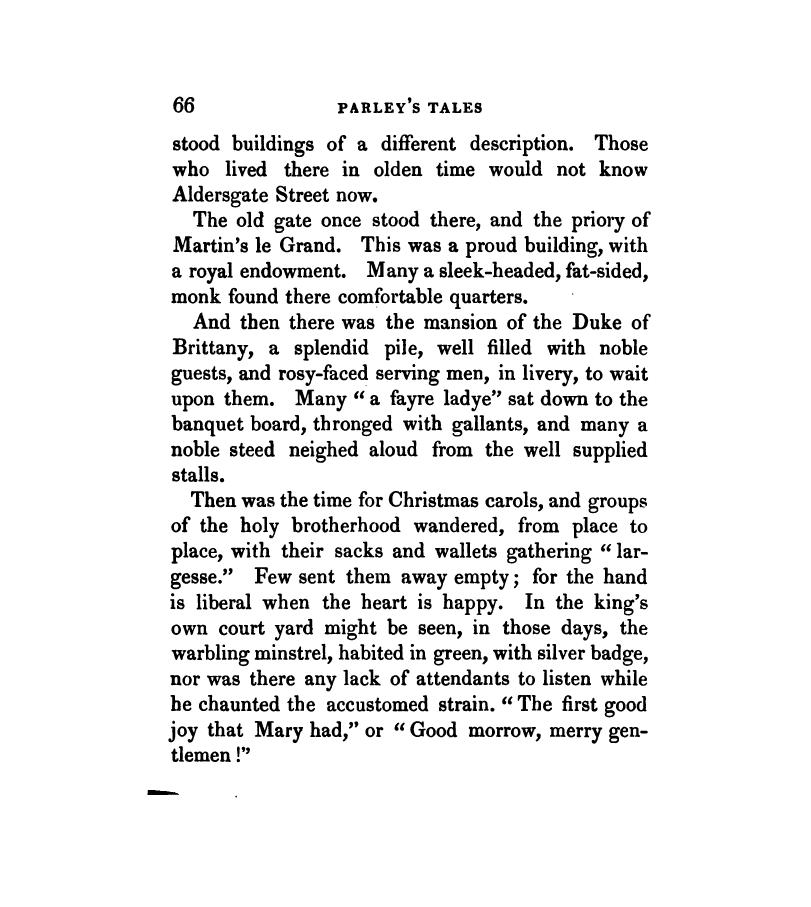 66 PARLEY'S TALES
stood buildings of a different description. Those
who lived there in olden time would not know
Aldersgate Street now.
The old gate once stood there, and the priory of
Martin's le Grand. This was a proud building, with
a royal endowment. Many a sleek-headed, fat-sided,
monk found there comfortable quarters.
And then there was the mansion of the Duke of
Brittany, a splendid pile, well filled with noble
guests, and rosy-faced serving men, in livery, to wait
upon them. Many “ a fayre ladye” sat down to the
banquet board, thronged with gallants, and many a
noble steed neighed aloud from the well supplied
stalls.
Then was the time for Christmas carols, and groups
of the holy brotherhood wandered, from place to
place, with their sacks and wallets gathering “ lar-
gesse.” Few sent them away empty; for the hand
is liberal when the heart is happy. In the king's
own court yard might be seen, in those days, the
warbling minstrel, habited in green, with silver badge,
nor was there any lack of attendants to listen while
he chaunted the accustomed strain. “ The first good
joy that Mary had,” or “ Good morrow, merry gen-
tlemen !”